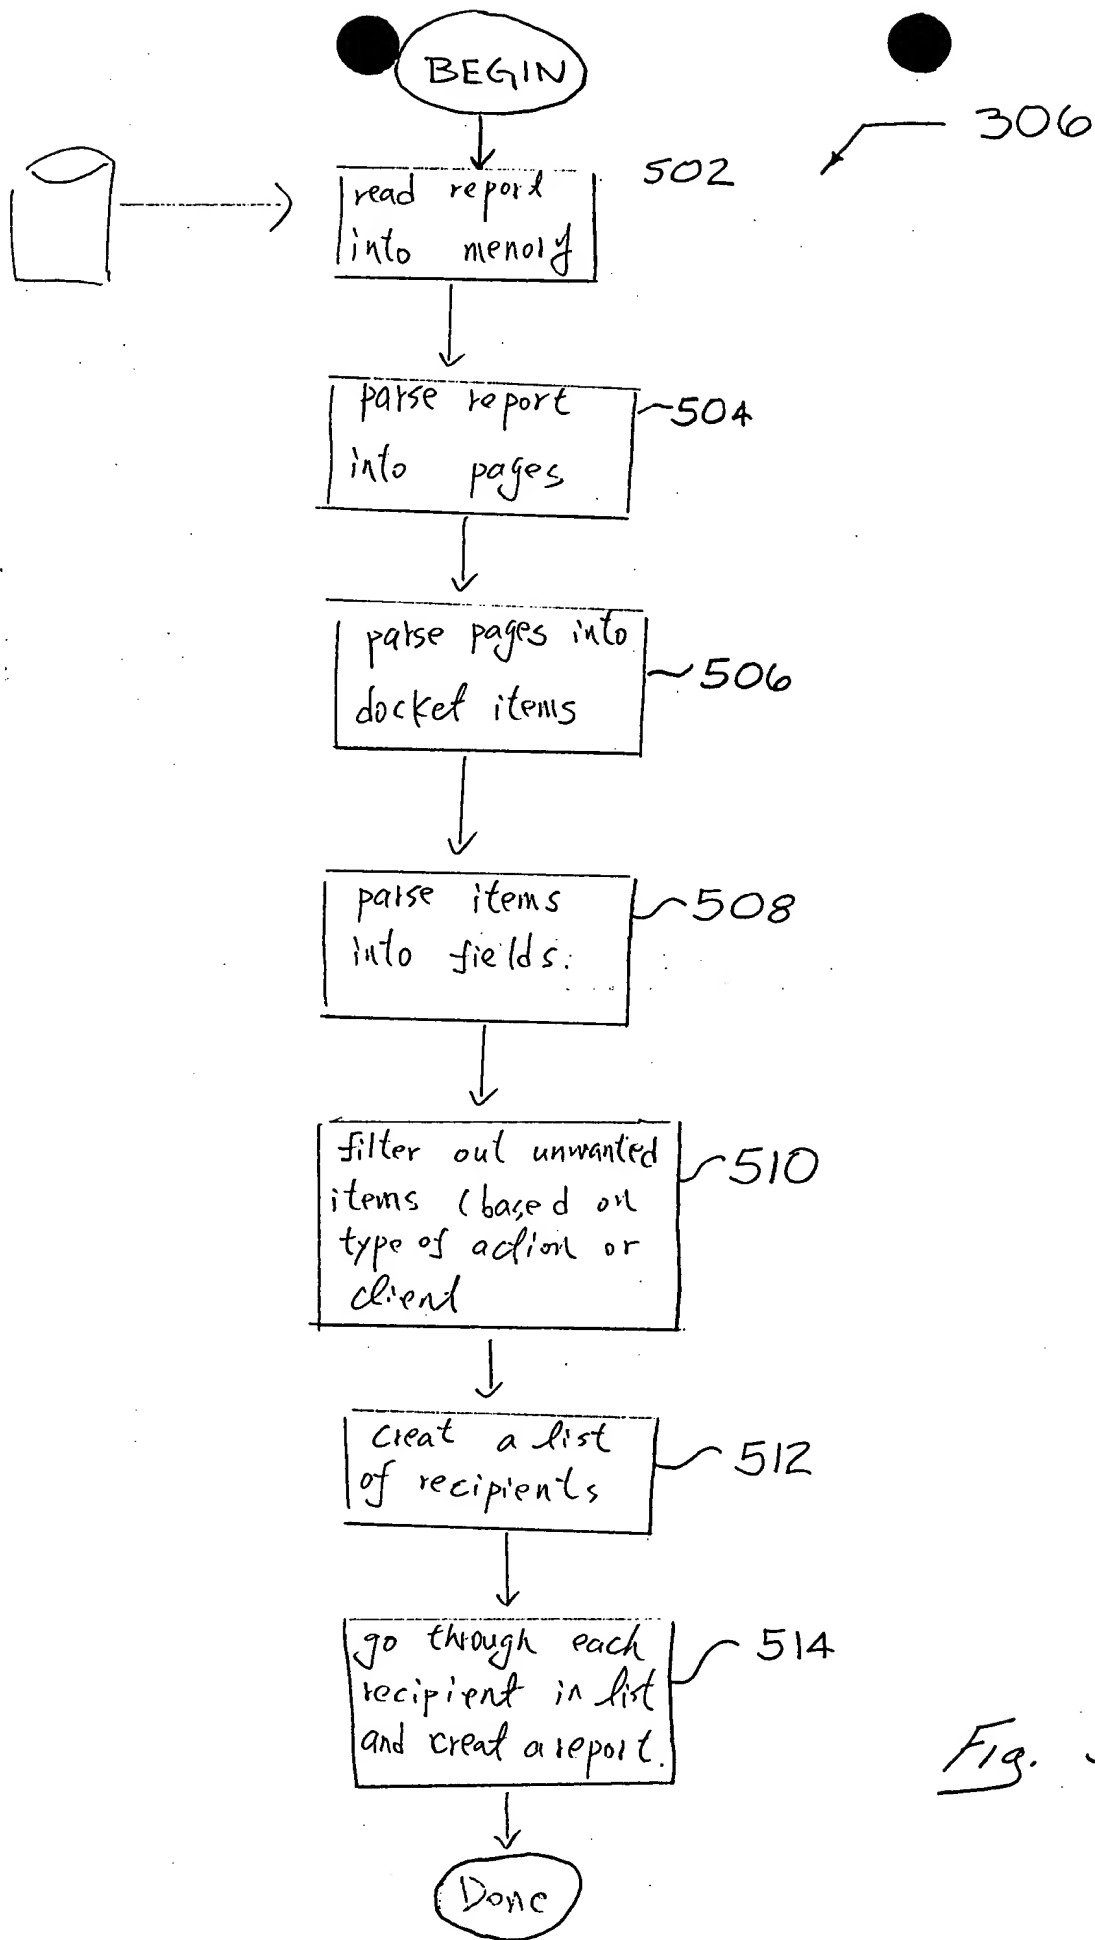 BEGIN
306
502
read report
into memory
parse report
into pages
504
parse pages into
docket items
506
parse items
into fields.
508
filter out unwanted
items (based on
type of action or
client
510
creat a list
of recipients
512
go through each
recipient in list
and creat a report.
514
Fig.
Done